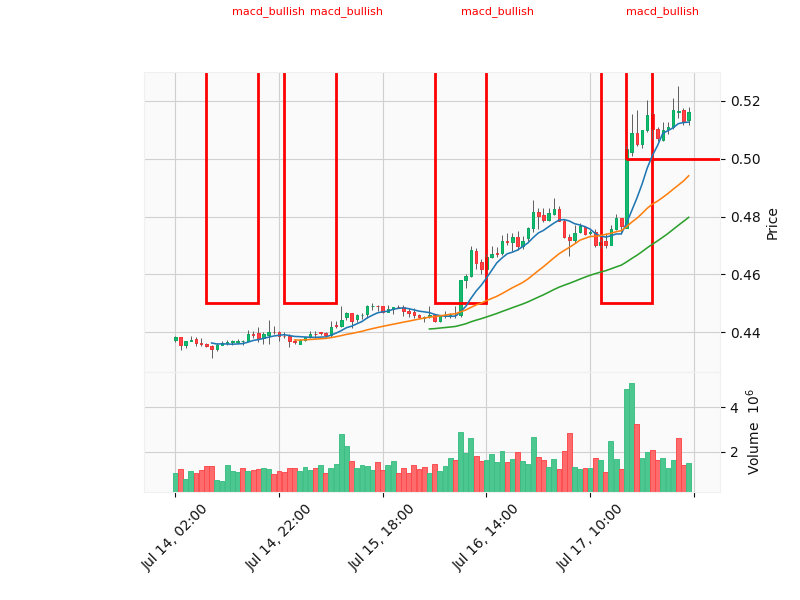 macd_bullish macd_bullish macd_bullish macd_bullish
0.52
0.50
0.48
0.46
0.44
Price
4
2
Volume 10^6
Jul 14, 02:00
Jul 14, 22:00
Jul 15, 18:00
Jul 16, 14:00
Jul 17, 10:00